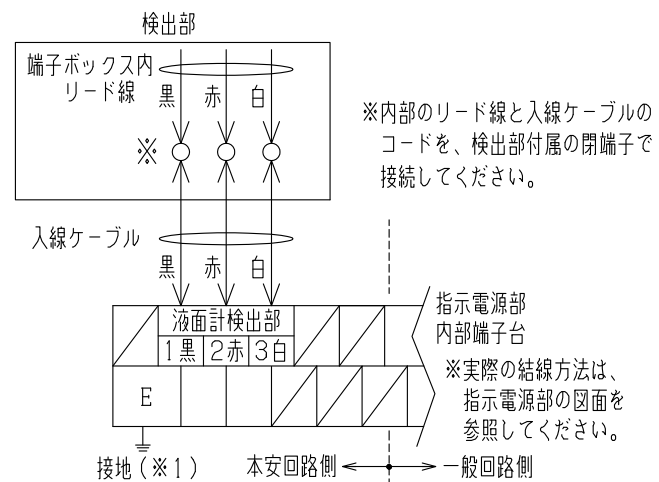 検出部
端子ボックス内
リード線
黒 赤 白
※
※内部のリード線と入線ケーブルの
コードを、検出部付属の閉端子で
接続してください。
入線ケーブル
黒 赤 白
指示電源部
内部端子台
液面計検出部
1黒 2赤 3白
※実際の結線方法は、
指示電源部の図面を
参照してください。
E
接地(※1)
本安回路側 一般回路側